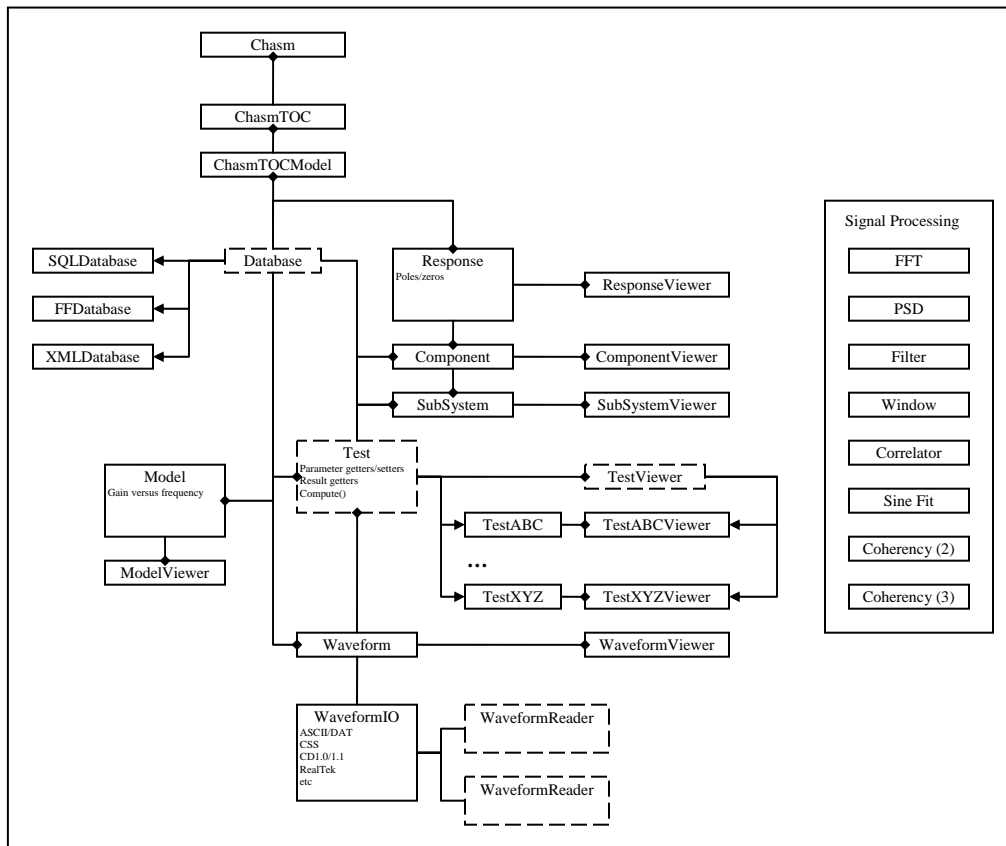 Chasm
ChasmTOC
ChasmTOCModel
Signal Processing
SQLDatabase
Database
Response
Poles/zeros
FFT
ResponseViewer
FFDatabase
PSD
XMLDatabase
Component
ComponentViewer
Filter
SubSystem
SubSystemViewer
Window
Test
Parameter getters/setters
Result getters
Compute()
Correlator
Model
Gain versus frequency
TestViewer
Sine Fit
TestABC
TestABCViewer
...
Coherency (2)
ModelViewer
TestXYZ
TestXYZViewer
Coherency (3)
Waveform
WaveformViewer
WaveformIO
ASCII/DAT
CSS
CD1.0/1.1
RealTek
etc
WaveformReader
WaveformReader